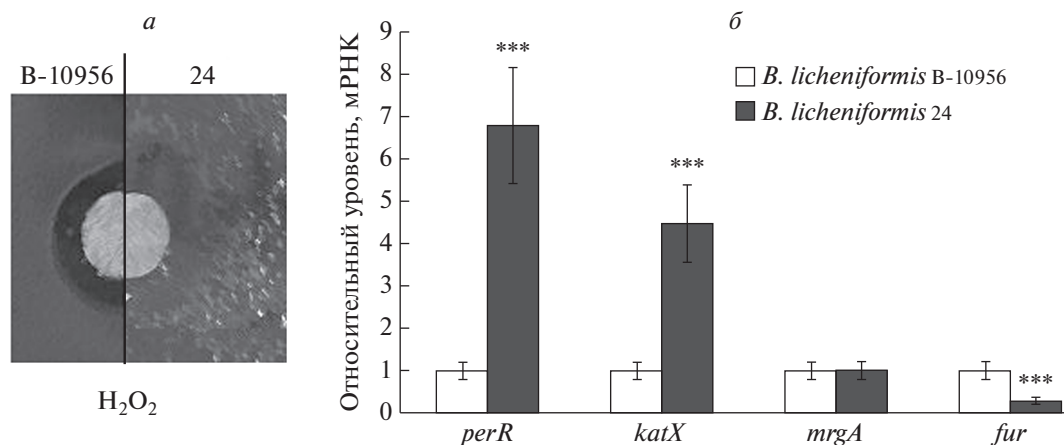 а
B-10956 24
H₂O₂
б
Относительный уровень, мРНК
9
8
7
6
5
4
3
2
1
0
***
***
***
B. licheniformis B-10956
B. licheniformis 24
perR katX mrgA fur